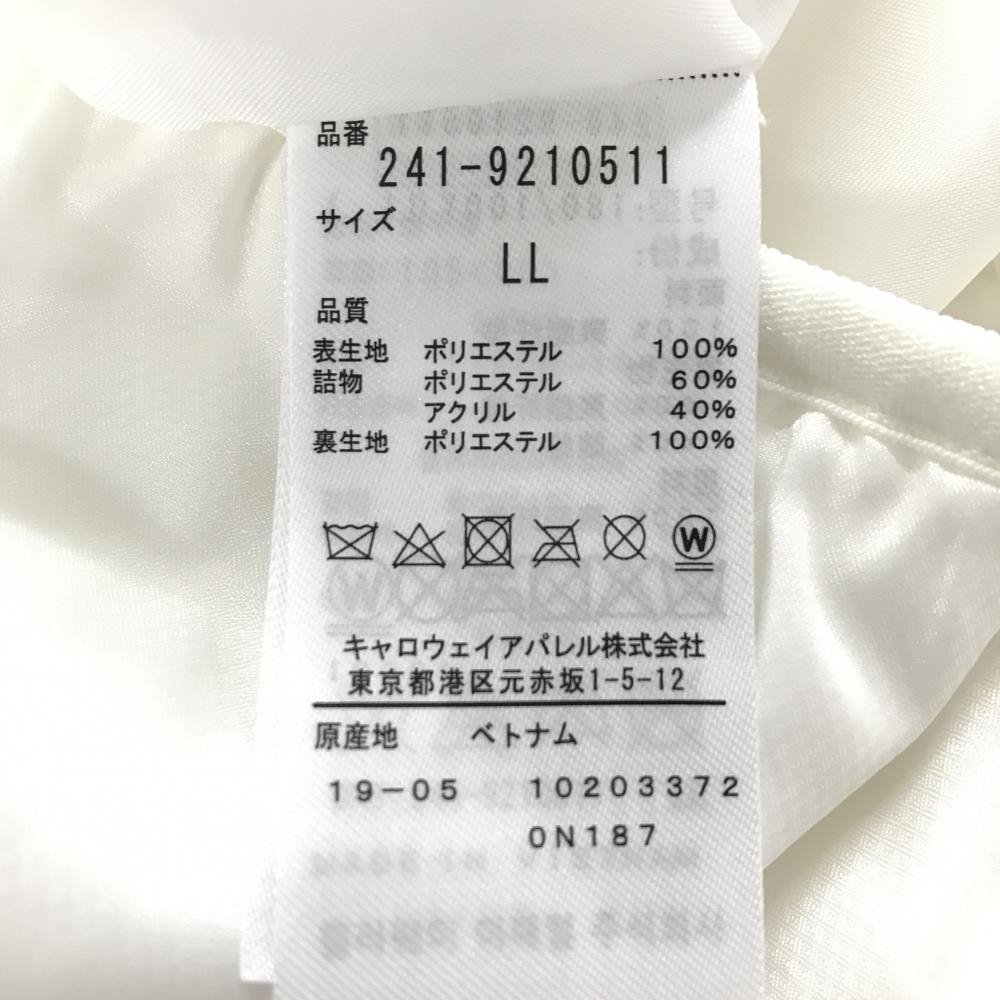 品番
241-9210511
サイズ
LL
品質
表生地 ポリエステル 100%
詰物 ポリエステル 60%
アクリル 40%
裏生地 ポリエステル 100%
W
キャロウェイアパレル株式会社
東京都港区元赤坂1-5-12
原産地 ベトナム
19-05 10203372
0N187